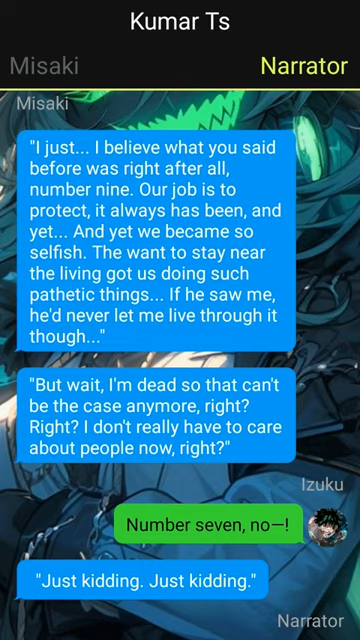 Kumar Ts
Misaki
Narrator
Misaki
"I just... I believe what you said
before was right after all,
number nine. Our job is to
protect, it always has been, and
yet... And yet we became so
selfish. The want to stay near
the living got us doing such
pathetic things... If he saw me,
he'd never let me live through it
though..."
"But wait, I'm dead so that can't
be the case anymore, right?
Right? I don't really have to care
about people now, right?"
Izuku
Number seven, no—!
"Just kidding. Just kidding."
Narrator